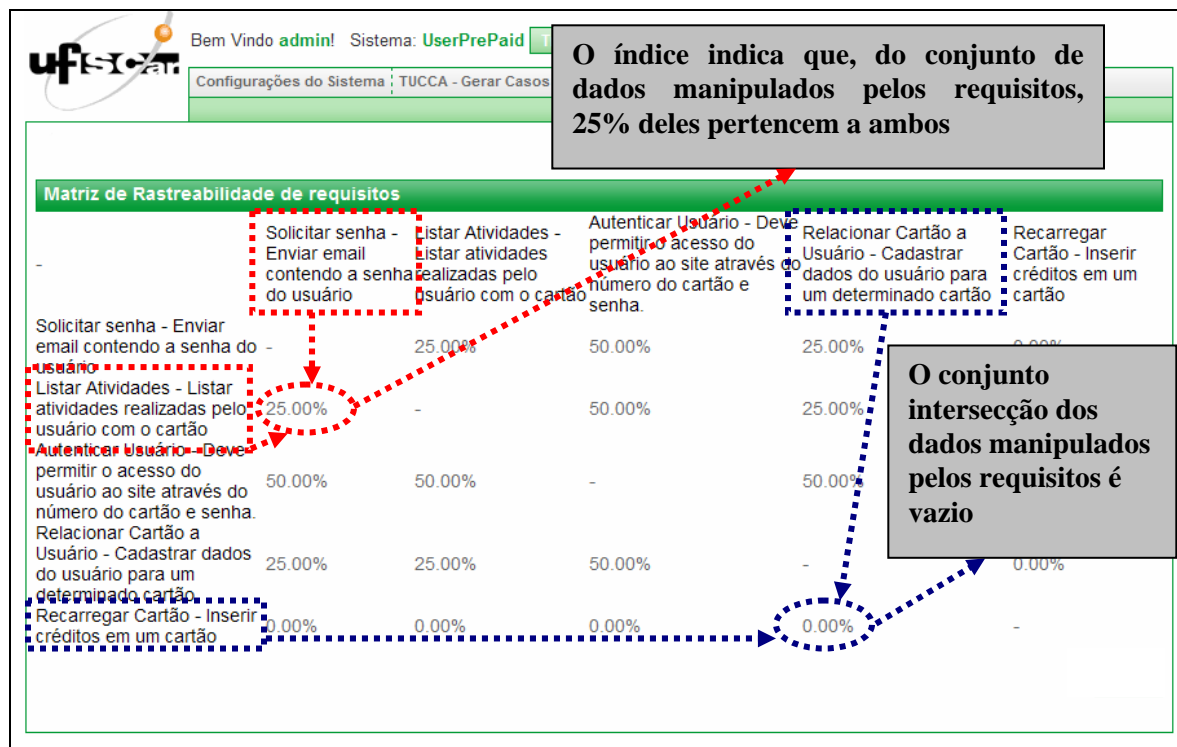 ufscar
Bem Vindo admin! Sistema: UserPrePaid
Configurações do Sistema TUCCA - Gerar Casos
O índice indica que, do conjunto de
dados manipulados pelos requisitos,
25% deles pertencem a ambos
Matriz de Rastreabilidade de requisitos
-
Solicitar senha -
Enviar email
contendo a senha
do usuário
Listar Atividades -
Listar atividades
realizadas pelo
usuário com o cartão
Autenticar Usuário - Deve
permitir o acesso do
usuário ao site através do
número do cartão e
senha.
Relacionar Cartão a
Usuário - Cadastrar
dados do usuário para
um determinado cartão
Recarregar
Cartão - Inserir
créditos em um
cartão
Solicitar senha - Enviar
email contendo a senha do
usuário
- 25.00% 50.00% 25.00% 0.00%
Listar Atividades - Listar
atividades realizadas pelo
usuário com o cartão
25.00% - 50.00% 25.00%
Autenticar Usuário - Deve
permitir o acesso do
usuário ao site através do
número do cartão e senha.
50.00% 50.00% - 50.00%
Relacionar Cartão a
Usuário - Cadastrar dados
do usuário para um
determinado cartão
25.00% 25.00% 50.00% - 0.00%
Recarregar Cartão - Inserir
créditos em um cartão
0.00% 0.00% 0.00% 0.00% -
O conjunto
intersecção dos
dados manipulados
pelos requisitos é
vazio